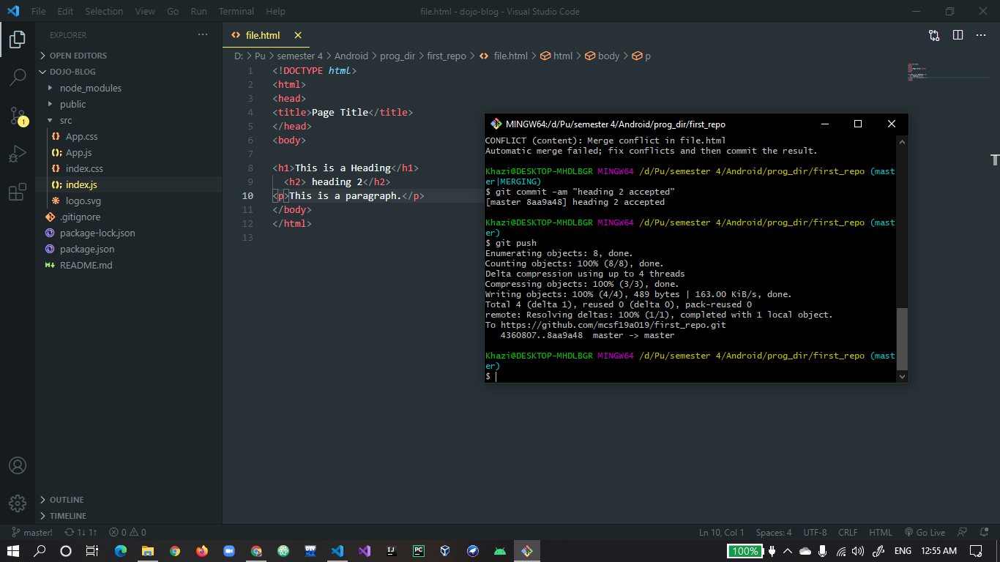 File Edit Selection View Go Run Terminal Help
file.html - dojo-blog - Visual Studio Code
EXPLORER
OPEN EDITORS
DOJO-BLOG
node_modules
public
src
App.css
App.js
index.css
index.js
logo.svg
.gitignore
package-lock.json
package.json
README.md
OUTLINE
TIMELINE
file.html
D: > Pu > semester 4 > Android > prog_dir > first_repo > file.html > html > body > p
1 <!DOCTYPE html>
2 <html>
3 <head>
4 <title>Page Title</title>
5 </head>
6 <body>
7
8 <h1>This is a Heading</h1>
9 <h2> heading 2</h2>
10 <p>This is a paragraph.</p>
11 </body>
12 </html>
13
MINGW64:/d/Pu/semester 4/Android/prog_dir/first_repo
CONFLICT (content): Merge conflict in file.html
Automatic merge failed; fix conflicts and then commit the result.
Khazi@DESKTOP-MHDLBGR MINGW64 /d/Pu/semester 4/Android/prog_dir/first_repo (mast
er|MERGING)
$ git commit -am "heading 2 accepted"
[master 8aa9a48] heading 2 accepted
Khazi@DESKTOP-MHDLBGR MINGW64 /d/Pu/semester 4/Android/prog_dir/first_repo (mast
er)
$ git push
Enumerating objects: 8, done.
Counting objects: 100% (8/8), done.
Delta compression using up to 4 threads
Compressing objects: 100% (3/3), done.
Writing objects: 100% (4/4), 489 bytes | 163.00 KiB/s, done.
Total 4 (delta 1), reused 0 (delta 0), pack-reused 0
remote: Resolving deltas: 100% (1/1), completed with 1 local object.
To https://github.com/mcsf19a019/first_repo.git
4360807..8aa9a48 master -> master
Khazi@DESKTOP-MHDLBGR MINGW64 /d/Pu/semester 4/Android/prog_dir/first_repo (mast
er)
$
master! 1↓ 1↑ 0 0
Ln 10, Col 1 Spaces: 4 UTF-8 CRLF HTML Go Live
100% ENG 12:55 AM